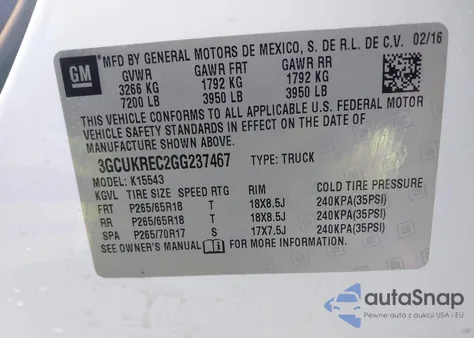 GM
MFD BY GENERAL MOTORS DE MEXICO, S. DE R.L. DE C.V. 02/16
GVWR GAWR FRT GAWR RR
3266 KG 1792 KG 1792 KG
7200 LB 3950 LB 3950 LB
THIS VEHICLE CONFORMS TO ALL APPLICABLE U.S. FEDERAL MOTOR
VEHICLE SAFETY STANDARDS IN EFFECT ON THE DATE OF
MANUFACTURE SHOWN ABOVE.
3GCUKREC2GG237467 TYPE: TRUCK
MODEL: K15543
KGVL TIRE SIZE SPEED RTG RIM COLD TIRE PRESSURE
FRT P265/65R18 T 18X8.5J 240KPA(35PSI)
RR P265/65R18 T 18X8.5J 240KPA(35PSI)
SPA P265/70R17 S 17X7.5J 240KPA(35PSI)
SEE OWNER'S MANUAL FOR MORE INFORMATION.
autoSnap
Pewne auta z aukcji USA i EU